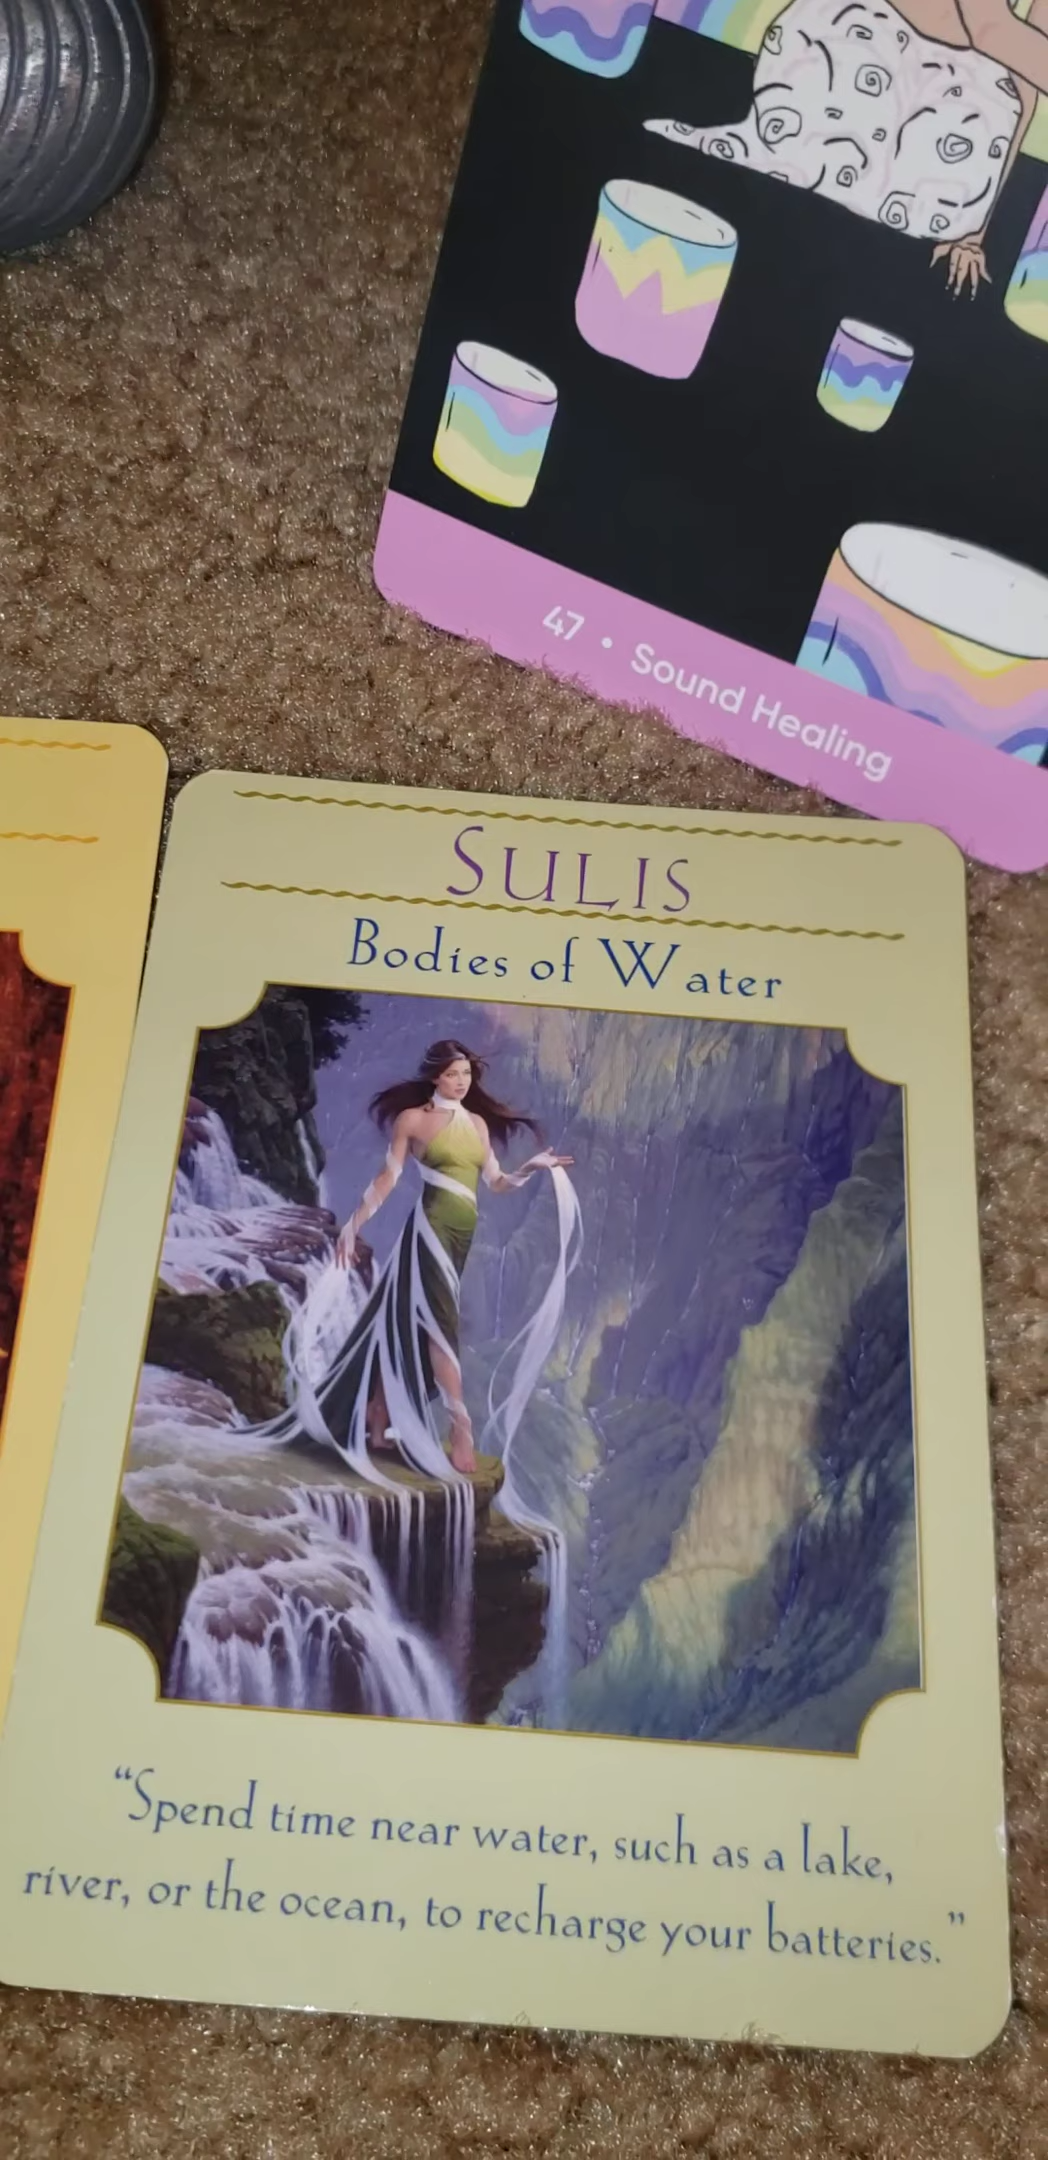 47 • Sound Healing
SULIS
Bodies of Water
“Spend time near water, such as a lake,
river, or the ocean, to recharge your batteries.”